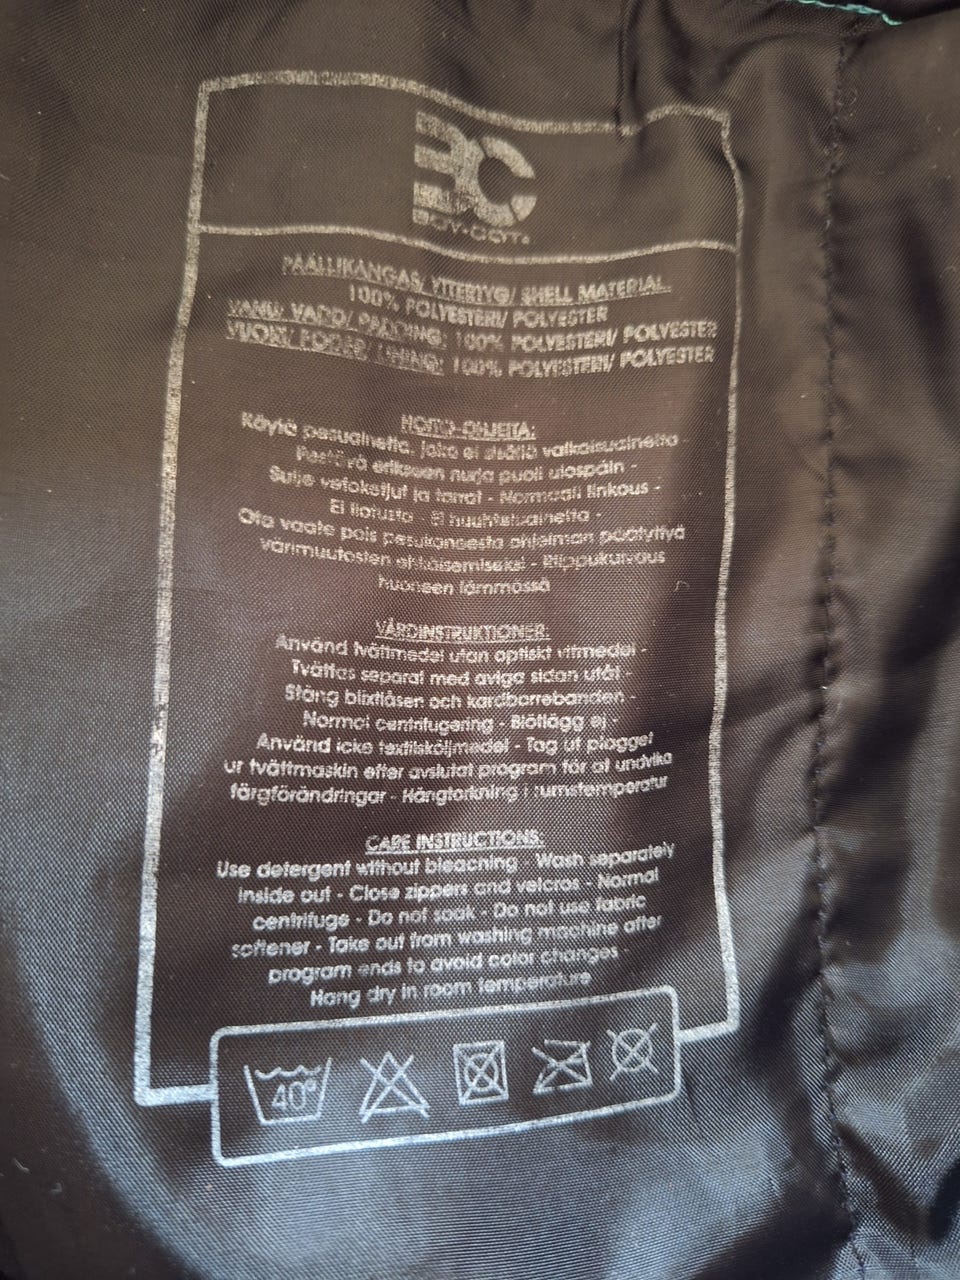 BC
BOY-COTT.
PÄÄLLIKANGAS/ YTTERTYG/ SHELL MATERIAL:
100% POLYESTERI/ POLYESTER
VANU/ VADD/ PADDING: 100% POLYESTERI/ POLYESTER
VUORI/ FODER/ LINING: 100% POLYESTERI/ POLYESTER
HOITO-OHJEITA:
Käytä pesuainetta, joka ei sisällä valkaisuainetta -
Pestävä erikseen nurja puoli ulospäin -
Sulje vetoketjut ja tarrat - Normaali linkous -
Ei liotusta - Ei huuhteluainetta -
Ota vaate pois pesukoneesta ohjelman päätyttyä
värimuutosten ehkäisemiseksi - Riippukuivaus
huoneen lämmössä
VÅRDINSTRUKTIONER:
Använd tvättmedel utan optiskt vitmedel -
Tvättas separat med aviga sidan utåt -
Stäng blixtlåsen och kardborrebanden -
Normal centrifugering - Blötlägg ej -
Använd icke textilsköljmedel - Tag ut plagget
ur tvättmaskin efter avslutat program för at undvika
färgförändringar - Hängtorkning i rumstemperatur
CARE INSTRUCTIONS:
Use detergent without bleaching - Wash separately
inside out - Close zippers and velcros - Normal
centrifuge - Do not soak - Do not use fabric
softener - Take out from washing machine after
program ends to avoid color changes -
Hang dry in room temperature
40°